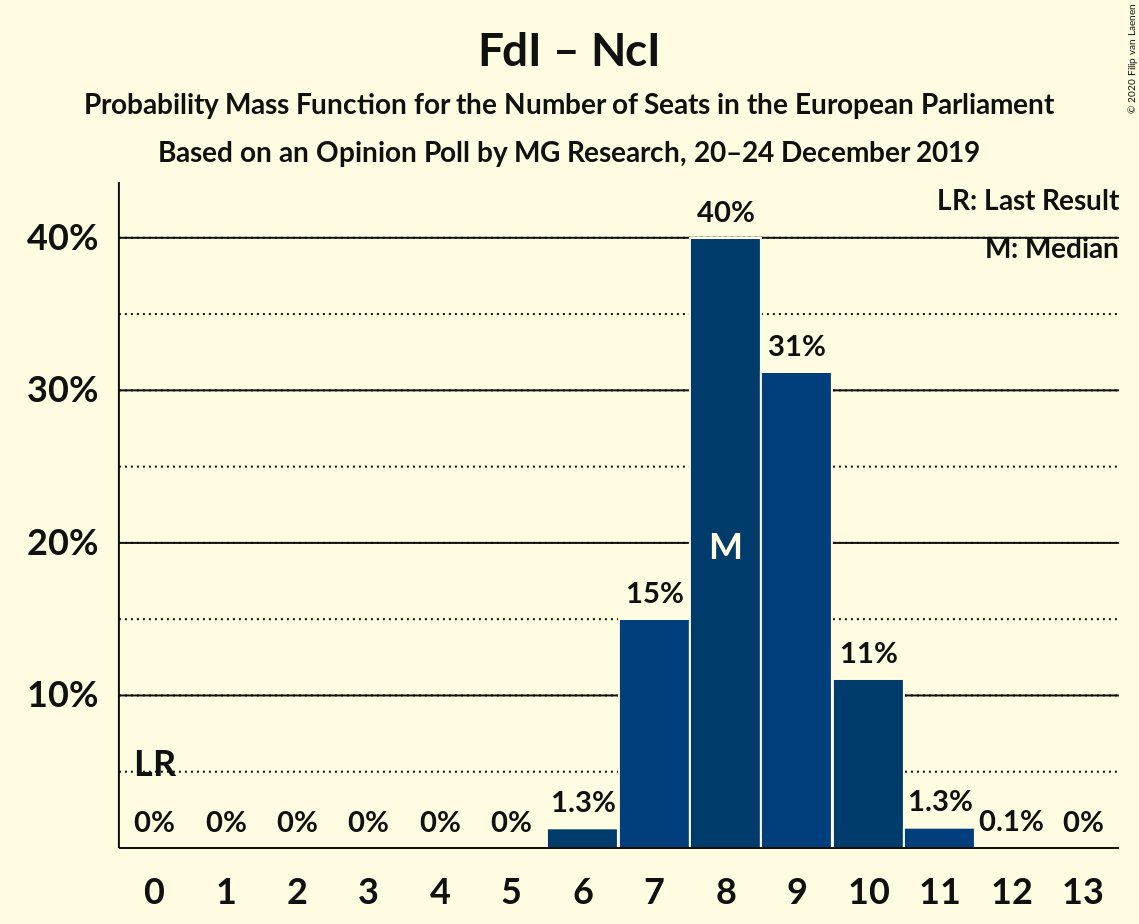 FdI – NcI
Probability Mass Function for the Number of Seats in the European Parliament
Based on an Opinion Poll by MG Research, 20–24 December 2019
© 2020 Filip van Laenen
LR: Last Result
M: Median
40%
30%
20%
10%
LR
0%
0%
0%
0%
0%
0%
1.3%
15%
40%
M
31%
11%
1.3%
0.1%
0%
0 1 2 3 4 5 6 7 8 9 10 11 12 13